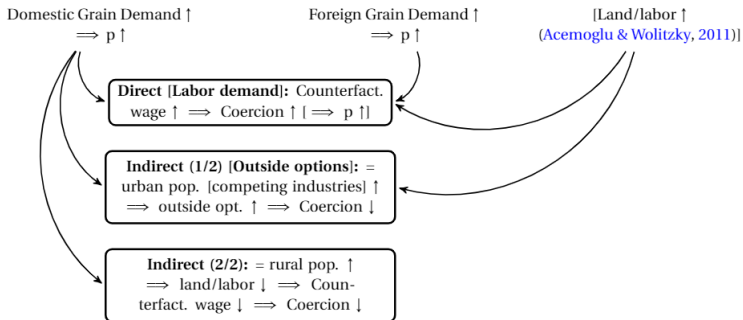 Domestic Grain Demand ↑
⟹ p ↑
Foreign Grain Demand ↑
⟹ p ↑
[Land/labor ↑
(Acemoglu & Wolitzky, 2011)]
Direct [Labor demand]: Counterfact.
wage ↑ ⟹ Coercion ↑ [ ⟹ p ↑]
Indirect (1/2) [Outside options]: =
urban pop. [competing industries] ↑
⟹ outside opt. ↑ ⟹ Coercion ↓
Indirect (2/2): = rural pop. ↑
⟹ land/labor ↓ ⟹ Coun-
terfact. wage ↓ ⟹ Coercion ↓